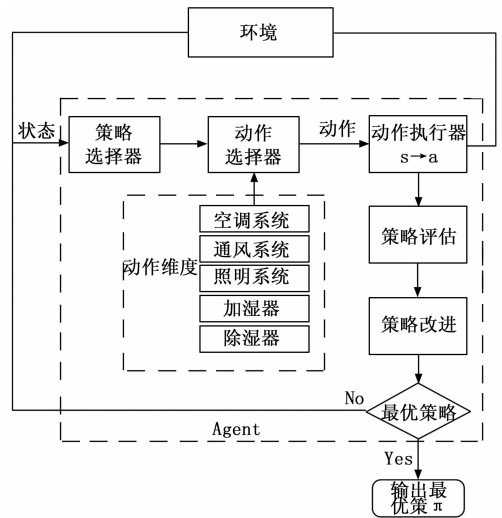 环境
状态
策略
选择器
动作
选择器
动作
动作执行器
s→a
动作维度
空调系统
通风系统
照明系统
加湿器
除湿器
策略评估
策略改进
最优策略
No
Yes
Agent
输出最
优策 π